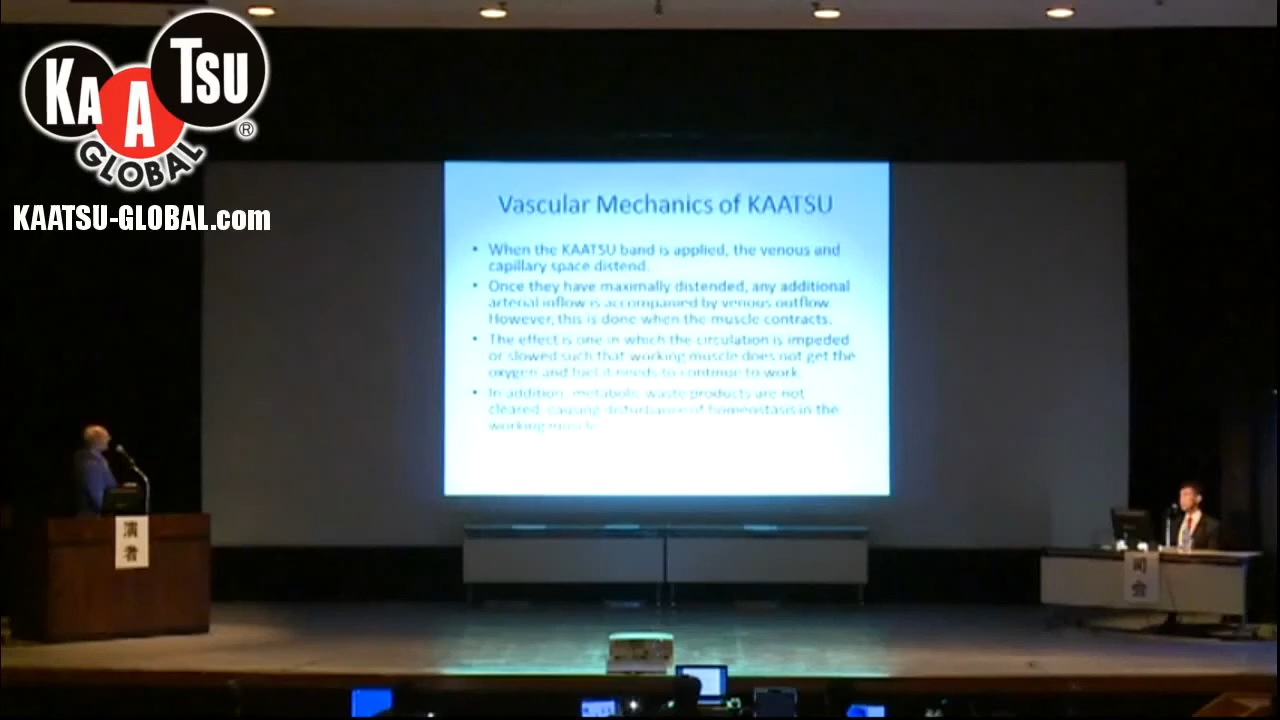 KAATSU
GLOBAL
®
KAATSU-GLOBAL.com
Vascular Mechanics of KAATSU
• When the KAATSU band is applied, the venous and
capillary space distend.
• Once they have maximally distended, any additional
arterial inflow is accompanied by venous outflow.
However, this is done when the muscle contracts.
• The effect is one in which the circulation is impeded
or slowed such that working muscle does not get the
oxygen and fuel it needs to continue to work.
• In addition, metabolic waste products are not
cleared, causing disturbance of homeostasis in the
working muscle.
演者
司会